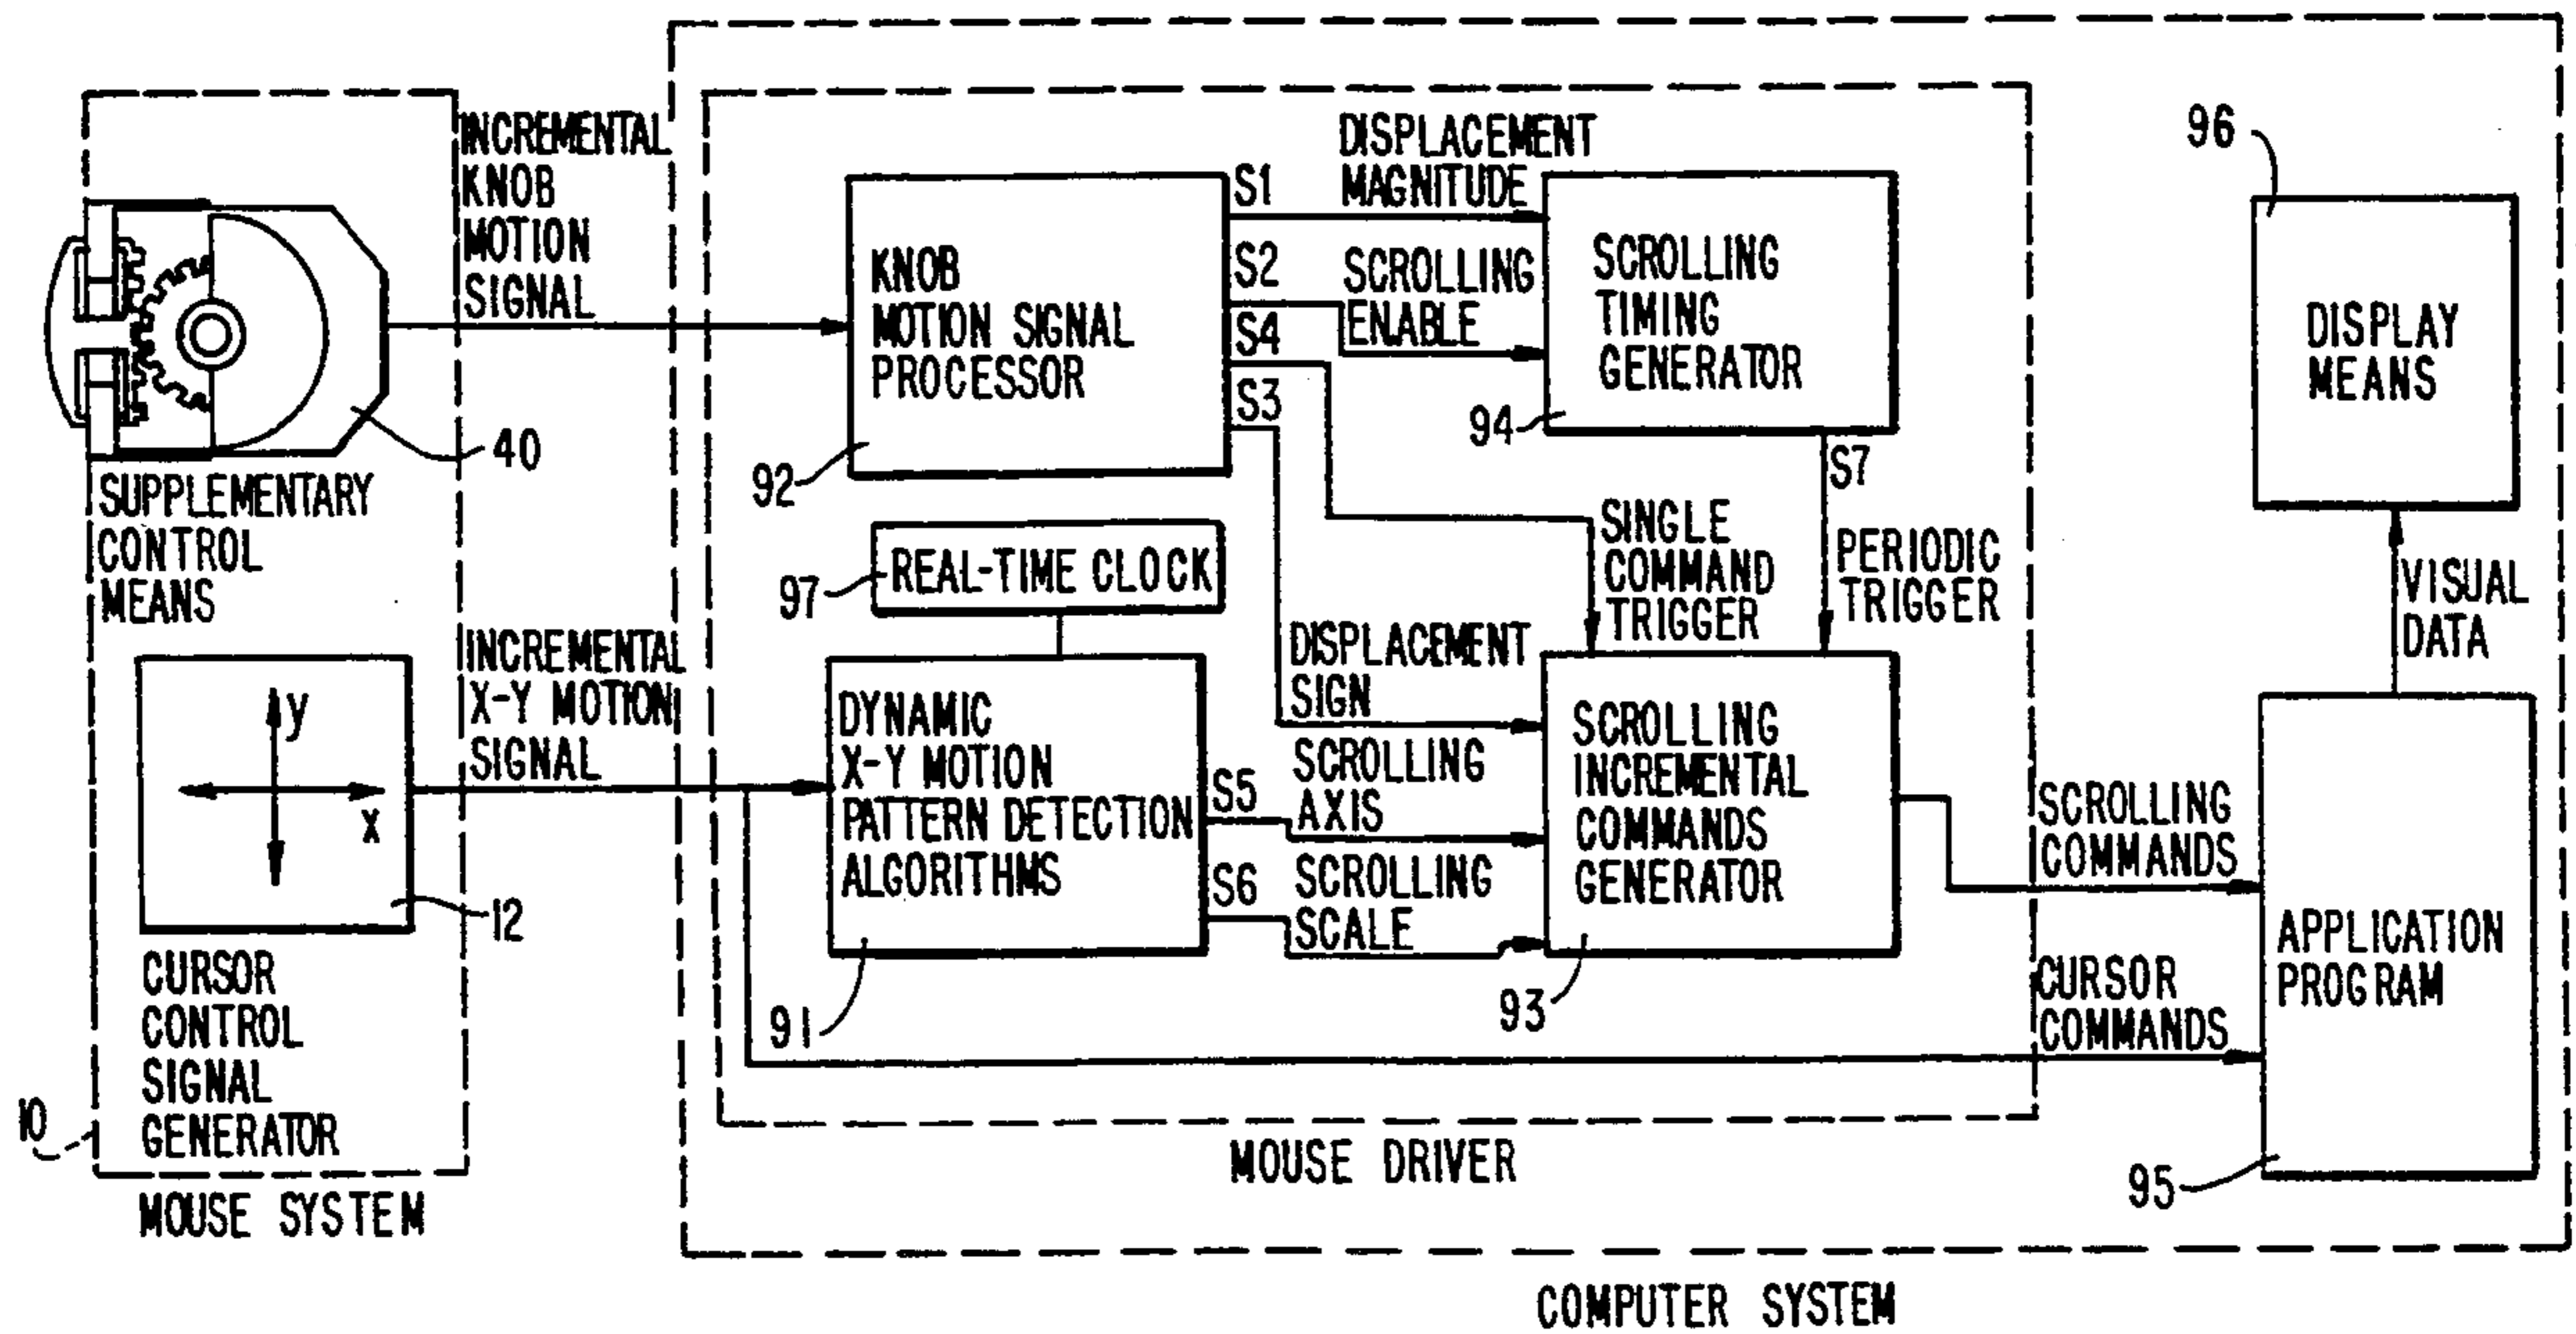 INCREMENTAL
KNOB
MOTION
SIGNAL
40
SUPPLEMENTARY
CONTROL
MEANS
INCREMENTAL
X-Y MOTION
SIGNAL
y
x
12
CURSOR
CONTROL
SIGNAL
GENERATOR
10
MOUSE SYSTEM
KNOB
MOTION SIGNAL
PROCESSOR
92
S1
DISPLACEMENT
MAGNITUDE
S2
SCROLLING
ENABLE
S4
S3
SCROLLING
TIMING
GENERATOR
94
S7
REAL-TIME CLOCK
97
SINGLE
COMMAND
TRIGGER
PERIODIC
TRIGGER
DISPLACEMENT
SIGN
DYNAMIC
X-Y MOTION
PATTERN DETECTION
ALGORITHMS
91
S5
SCROLLING
AXIS
S6
SCROLLING
SCALE
SCROLLING
INCREMENTAL
COMMANDS
GENERATOR
93
MOUSE DRIVER
96
DISPLAY
MEANS
VISUAL
DATA
SCROLLING
COMMANDS
CURSOR
COMMANDS
APPLICATION
PROGRAM
95
COMPUTER SYSTEM